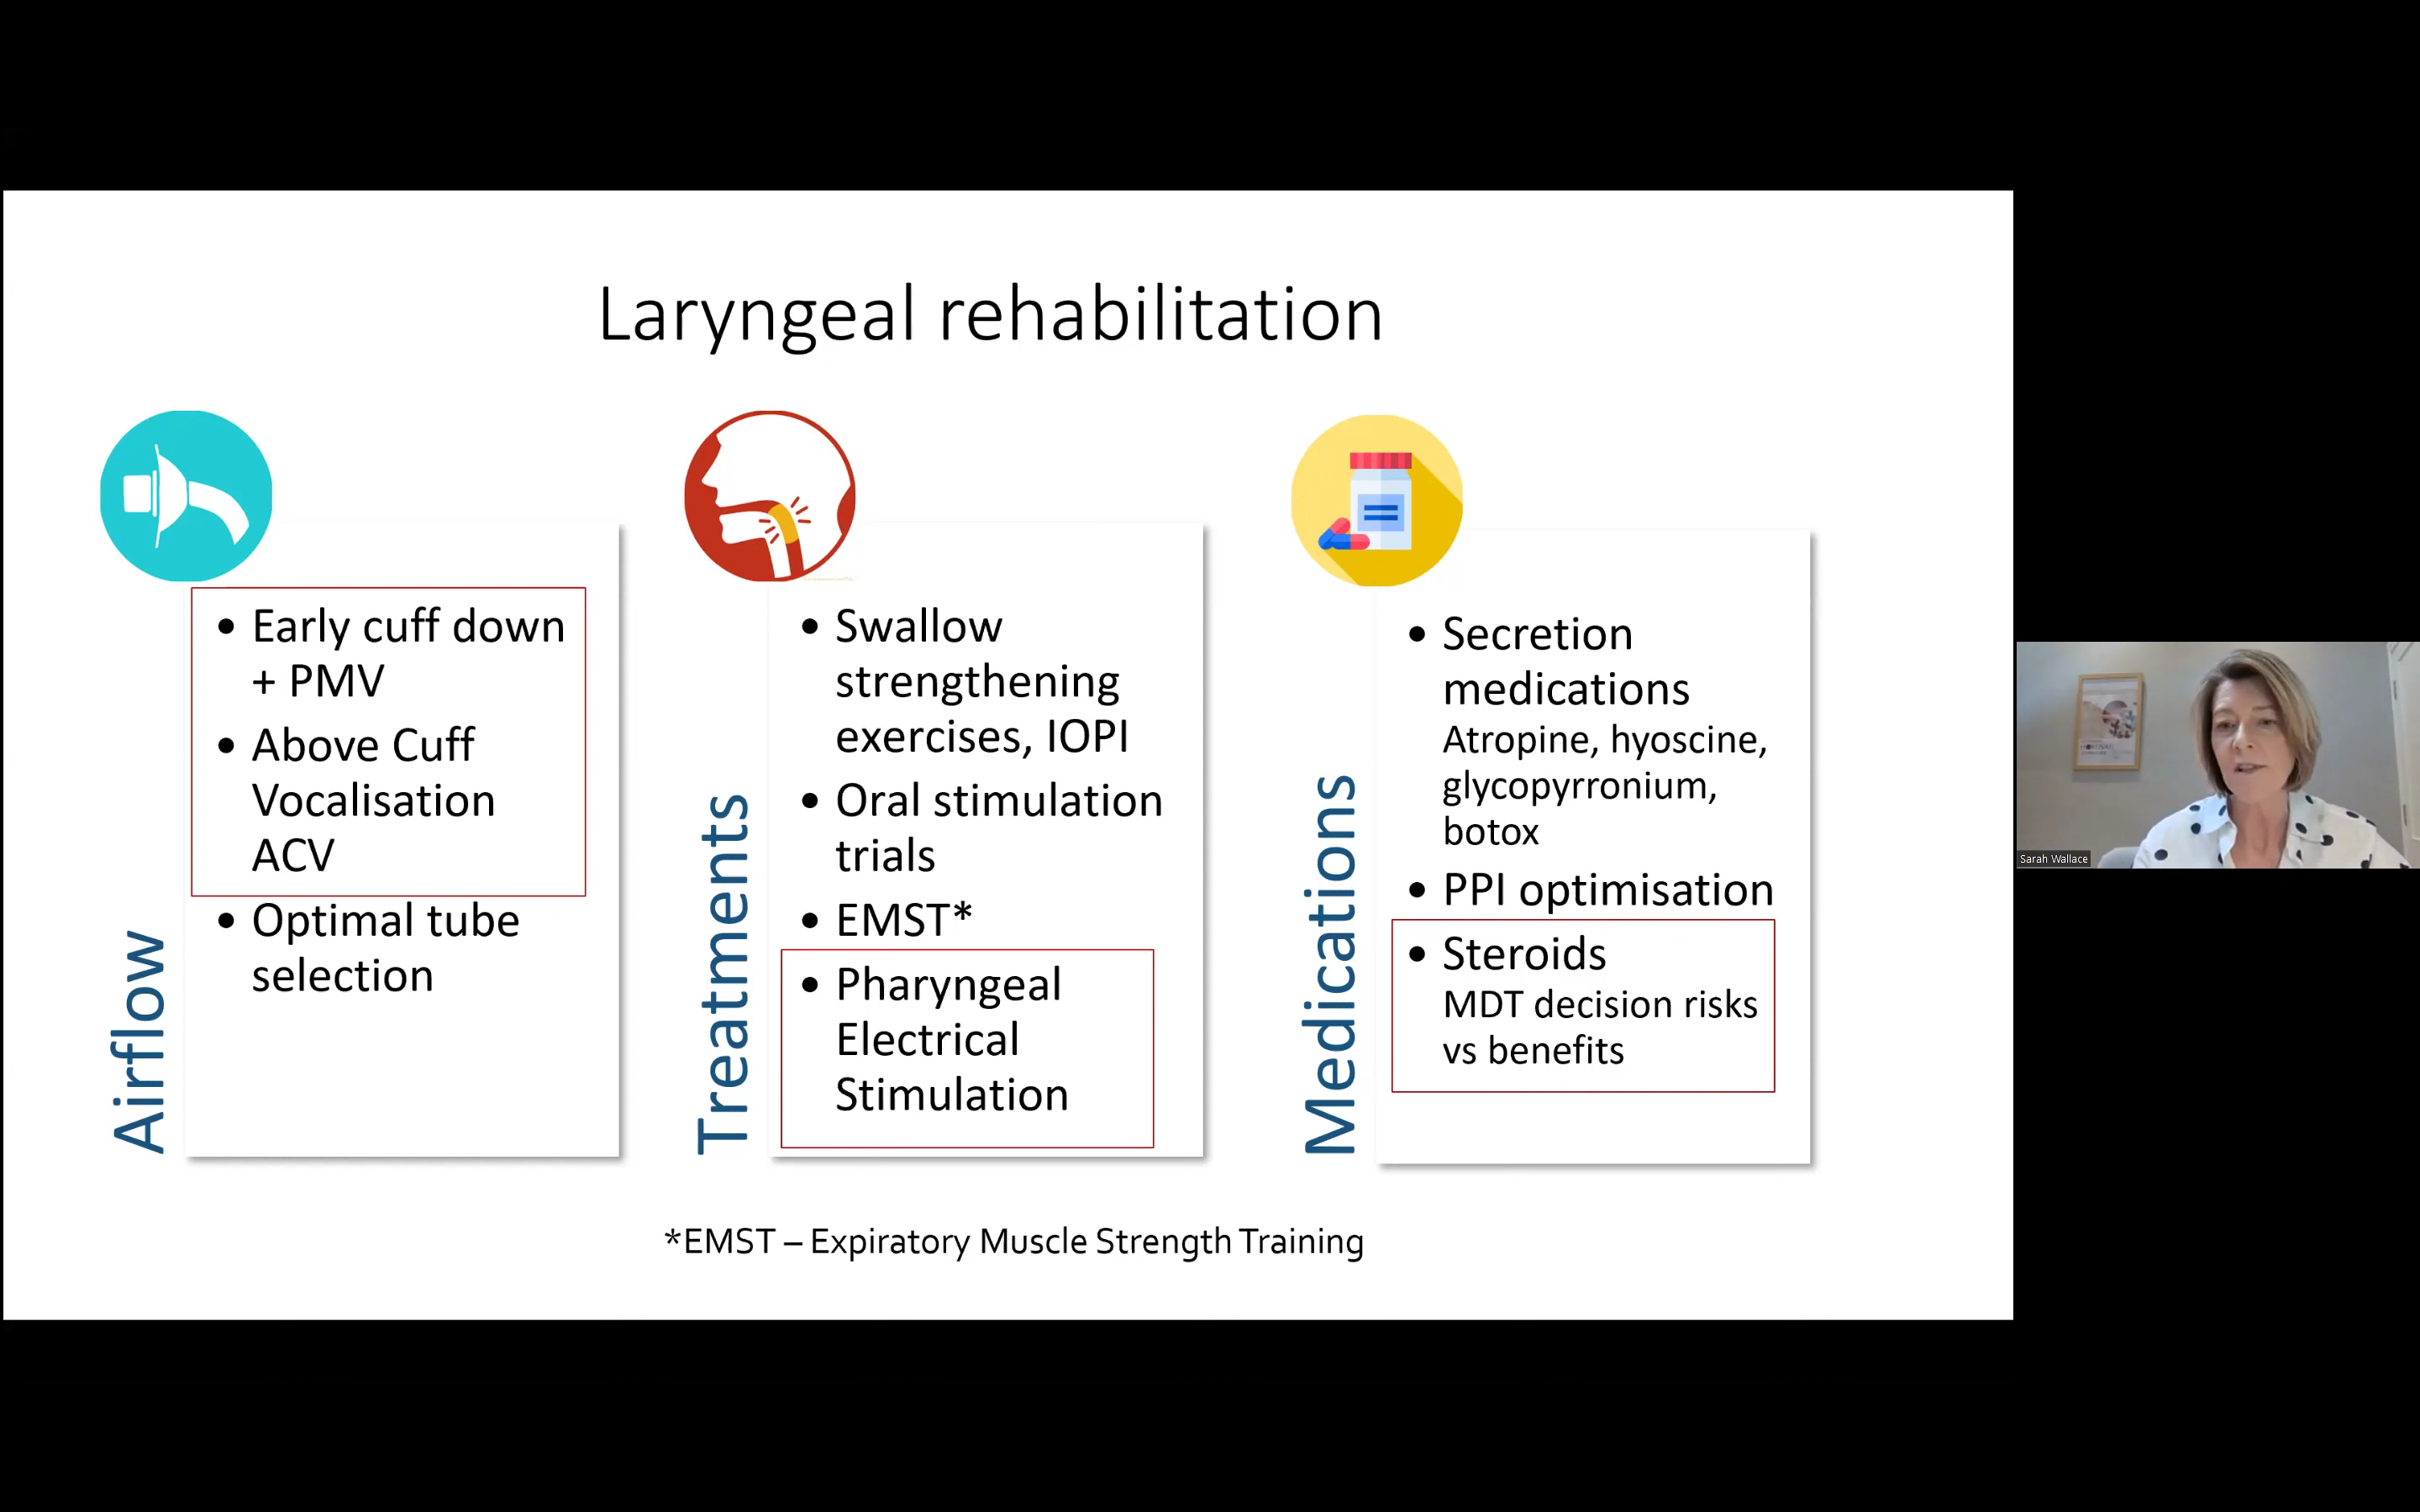 Laryngeal rehabilitation
Airflow
• Early cuff down
+ PMV
• Above Cuff
Vocalisation
ACV
• Optimal tube
selection
Treatments
• Swallow
strengthening
exercises, IOPI
• Oral stimulation
trials
• EMST*
• Pharyngeal
Electrical
Stimulation
Medications
• Secretion
medications
Atropine, hyoscine,
glycopyrronium,
botox
• PPI optimisation
• Steroids
MDT decision risks
vs benefits
*EMST – Expiratory Muscle Strength Training
Sarah Wallace